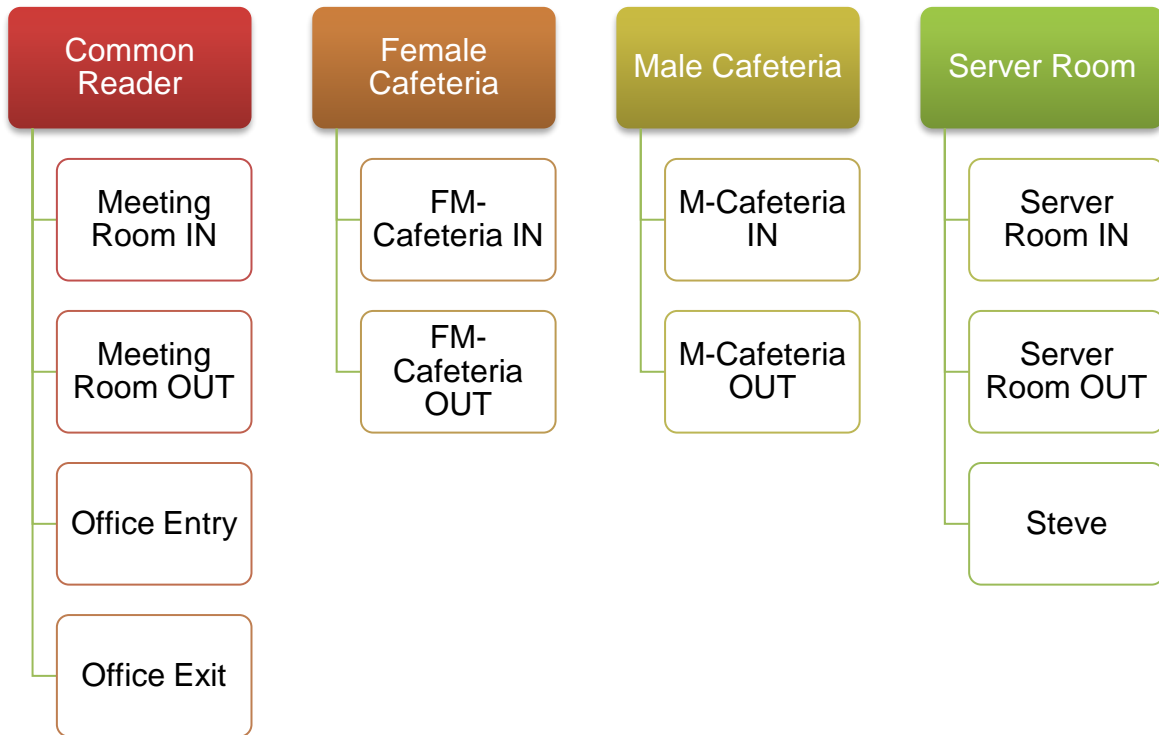 Common
Reader
Meeting
Room IN
Meeting
Room OUT
Office Entry
Office Exit
Female
Cafeteria
FM-
Cafeteria IN
FM-
Cafeteria
OUT
Male Cafeteria
M-Cafeteria
IN
M-Cafeteria
OUT
Server Room
Server
Room IN
Server
Room OUT
Steve